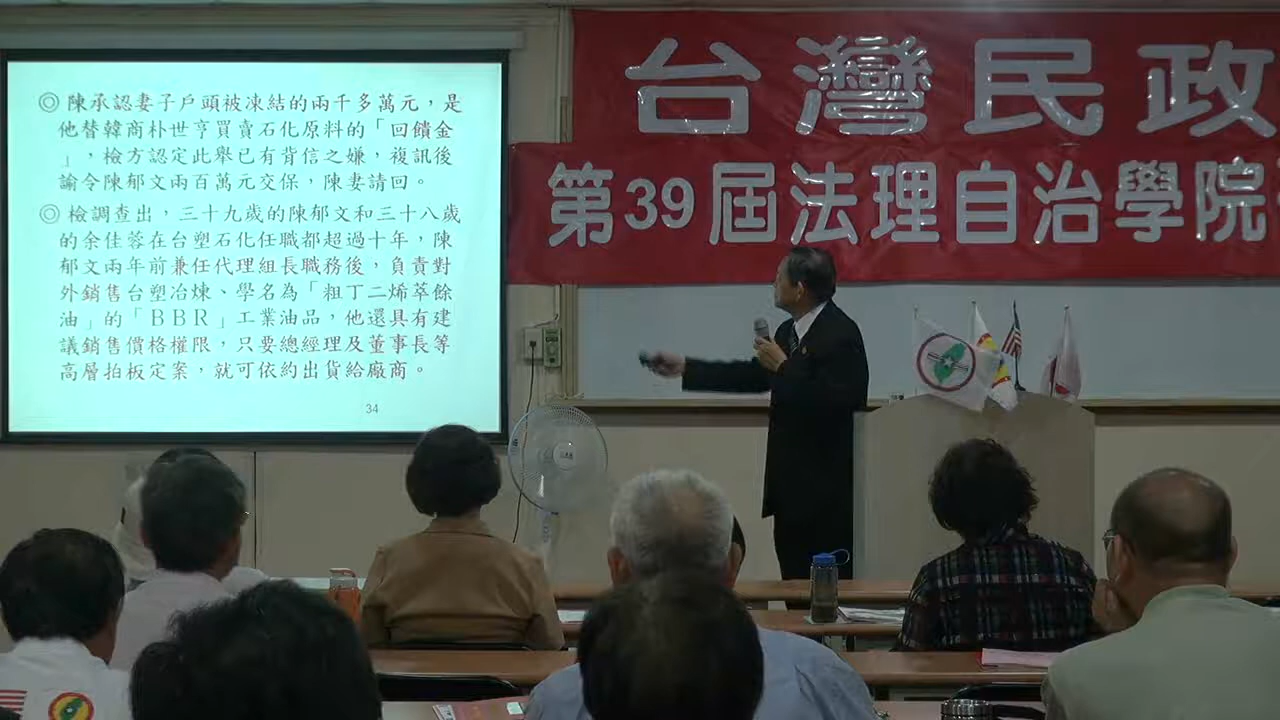 ◎ 陳承認妻子戶頭被凍結的兩千多萬元，是
他替韓商朴世亨買賣石化原料的「回饋金
」，檢方認定此舉已有背信之嫌，複訊後
諭令陳郁文兩百萬元交保，陳妻請回。
◎ 檢調查出，三十九歲的陳郁文和三十八歲
的余佳蓉在台塑石化任職都超過十年，陳
郁文兩年前兼任代理組長職務後，負責對
外銷售台塑冶煉、學名為「粗丁二烯萃餘
油」的「ＢＢＲ」工業油品，他還具有建
議銷售價格權限，只要總經理及董事長等
高層拍板定案，就可依約出貨給廠商。
34
台灣民政
第39屆法理自治學院